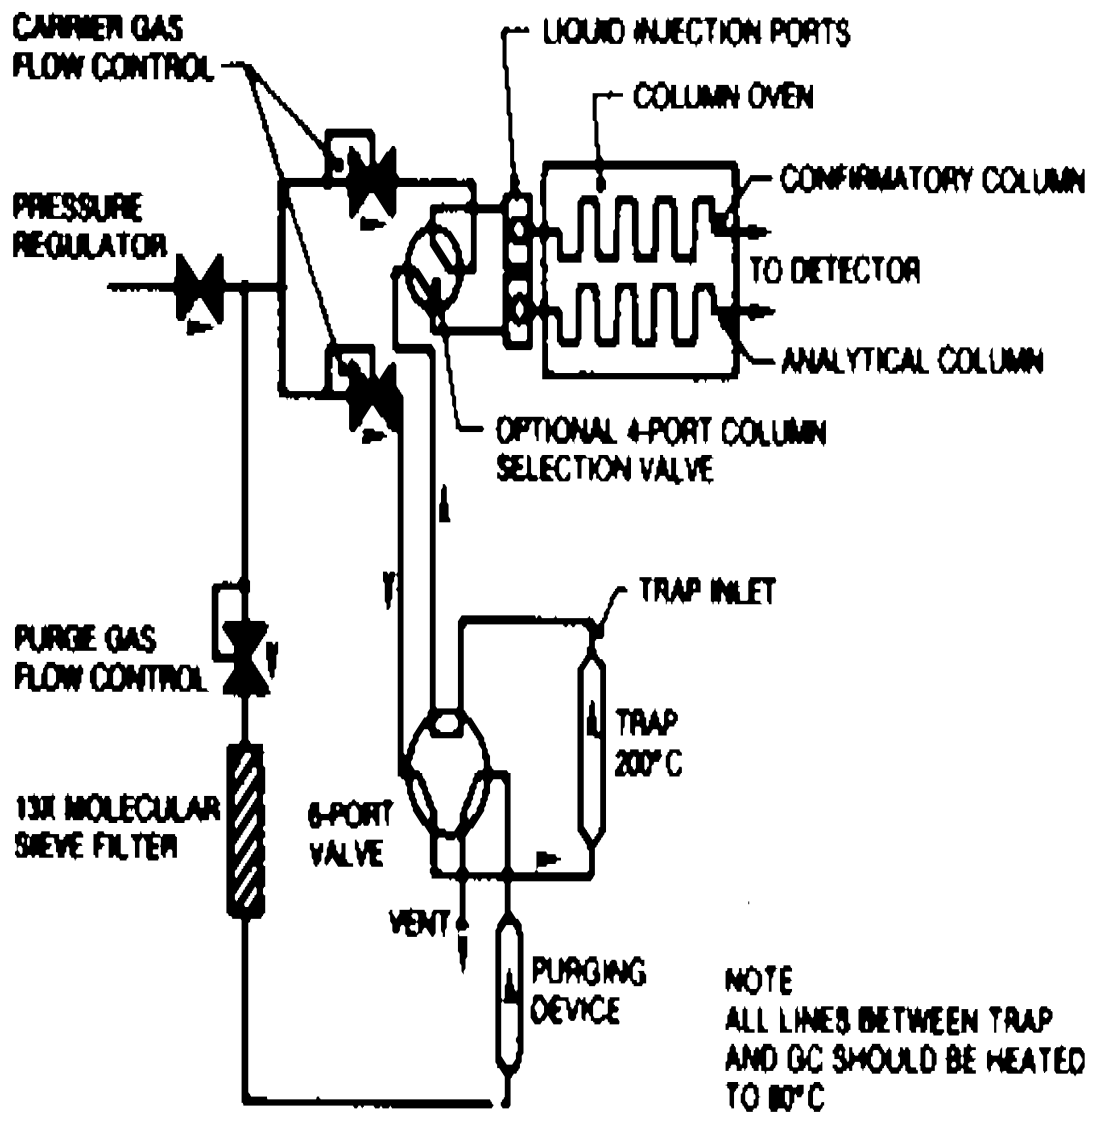 CARRIER GAS
FLOW CONTROL
LIQUID INJECTION PORTS
COLUMN OVEN
CONFIRMATORY COLUMN
PRESSURE
REGULATOR
TO DETECTOR
ANALYTICAL COLUMN
OPTIONAL 4-PORT COLUMN
SELECTION VALVE
TRAP INLET
PURGE GAS
FLOW CONTROL
TRAP
200°C
13X MOLECULAR
SIEVE FILTER
6-PORT
VALVE
VENT
PURGING
DEVICE
NOTE
ALL LINES BETWEEN TRAP
AND GC SHOULD BE HEATED
TO 80°C